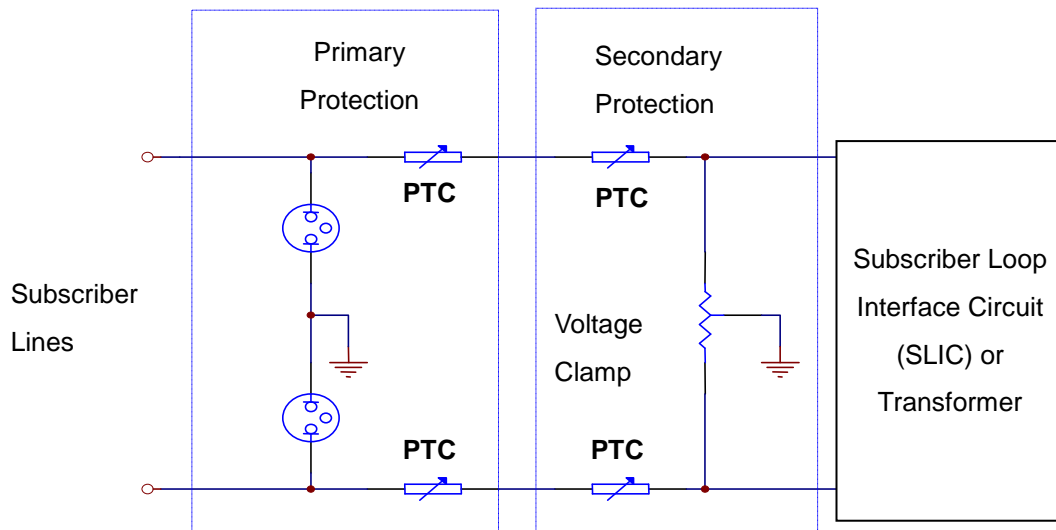 Primary
Protection
Secondary
Protection
PTC
PTC
Subscriber
Lines
Voltage
Clamp
Subscriber Loop
Interface Circuit
(SLIC) or
Transformer
PTC
PTC